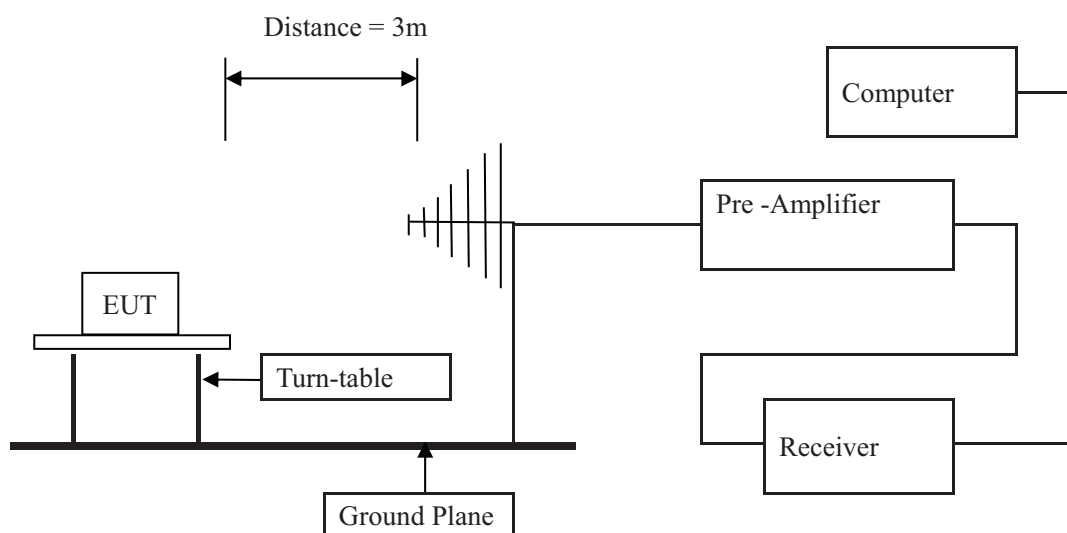 Distance = 3m
Computer
Pre -Amplifier
EUT
Turn-table
Receiver
Ground Plane